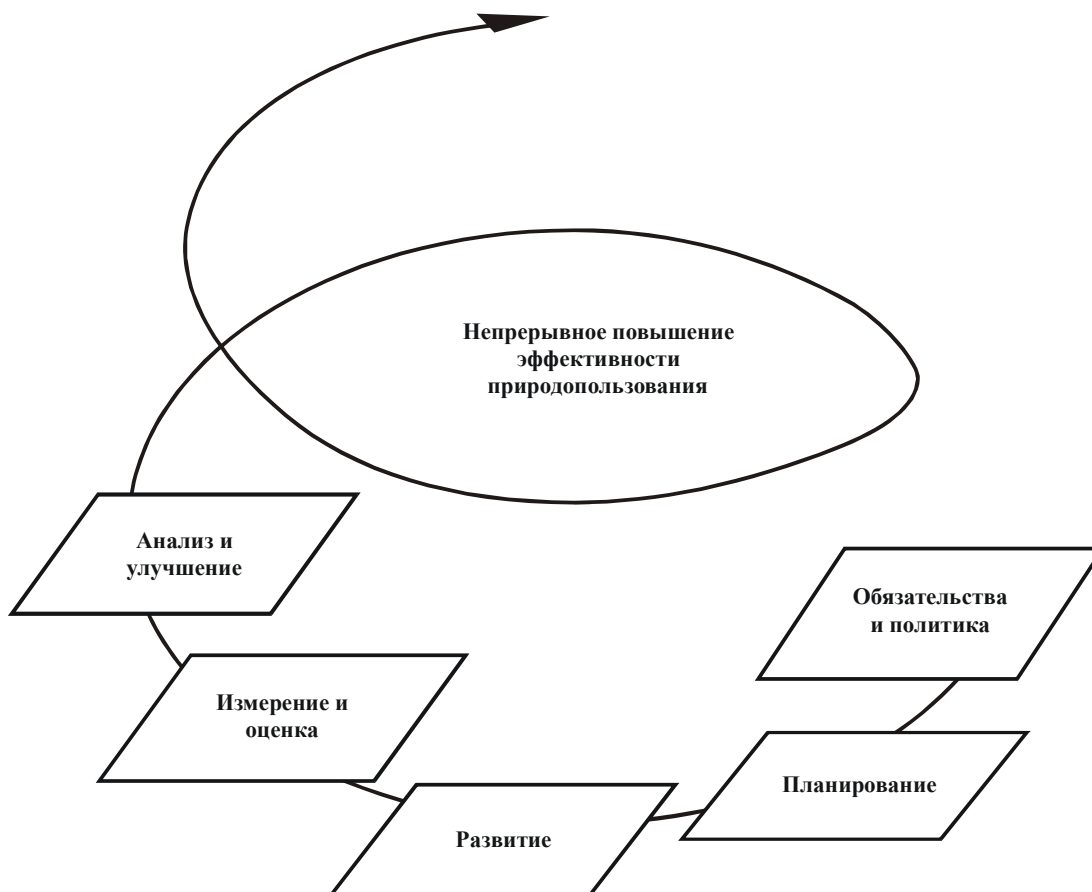 Непрерывное повышение
эффективности
природопользования
Анализ и
улучшение
Обязательства
и политика
Измерение и
оценка
Планирование
Развитие